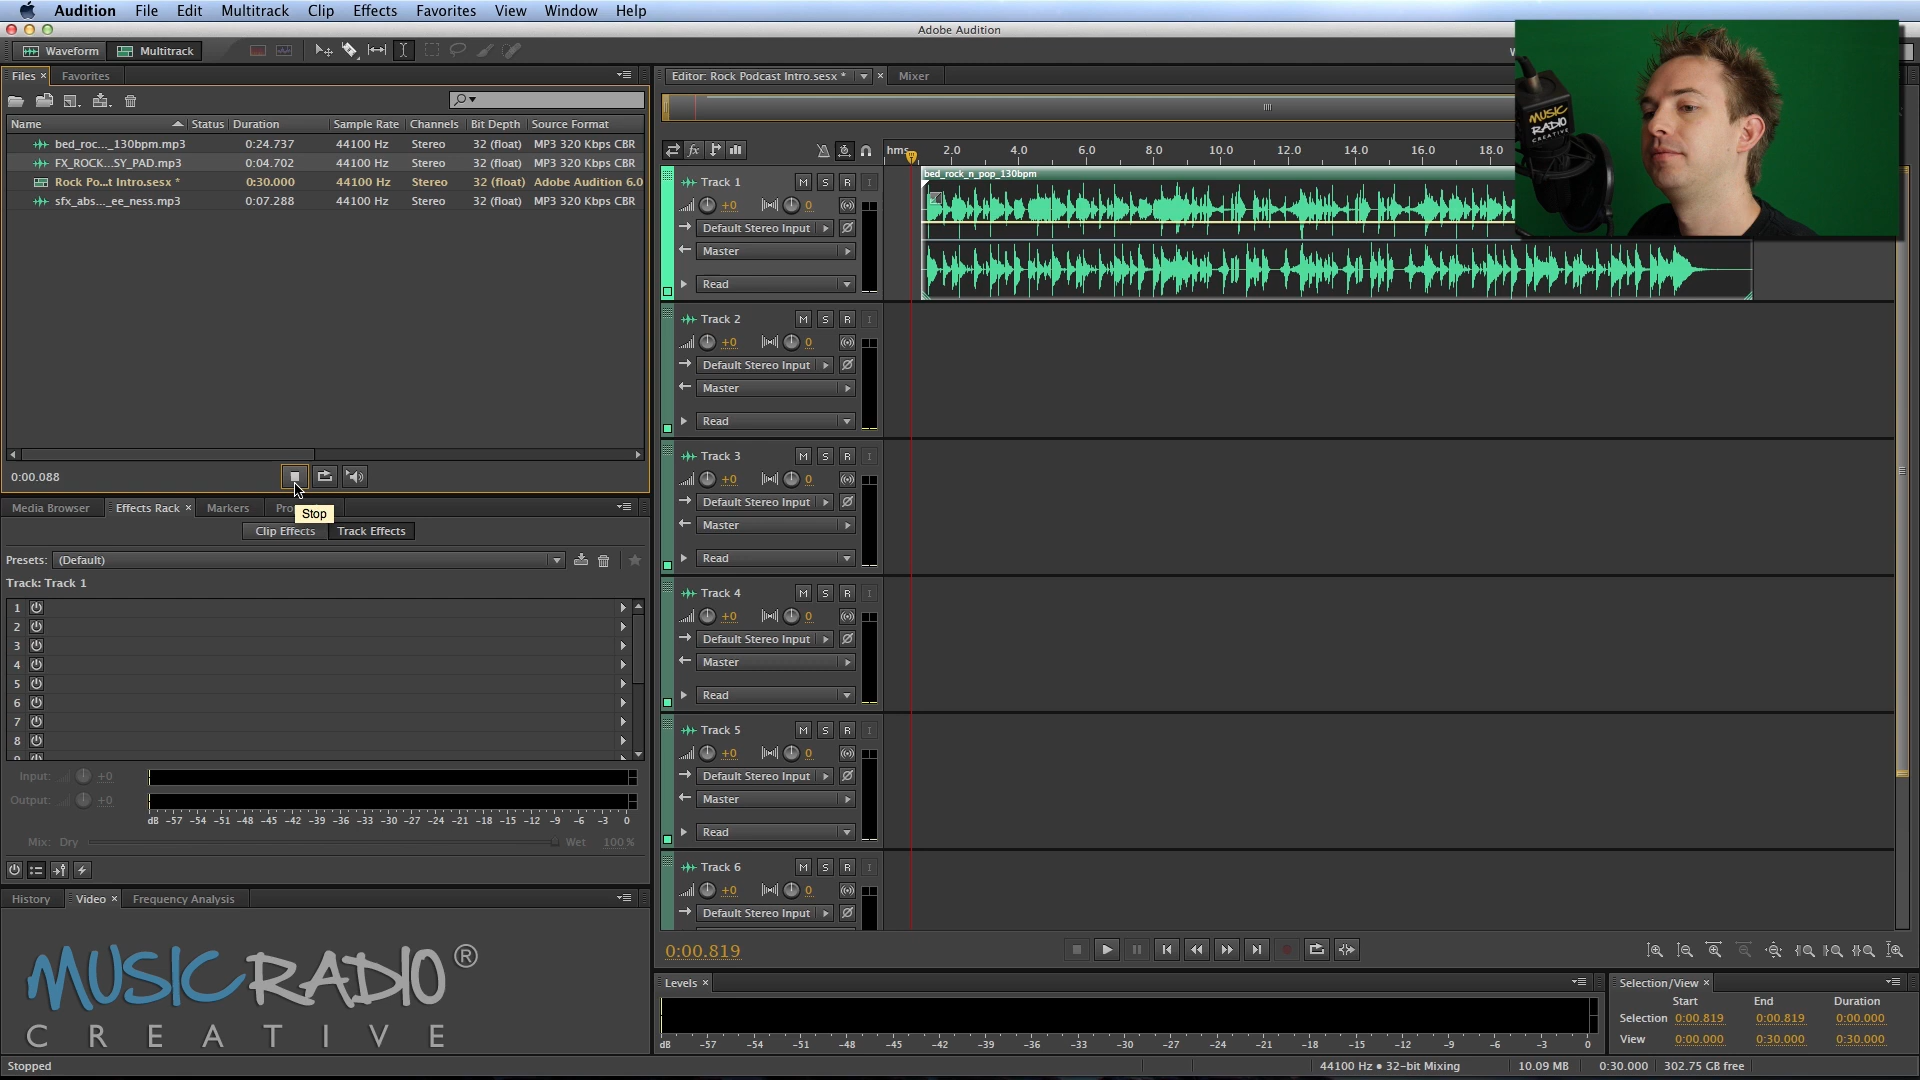 Audition File Edit Multitrack Clip Effects Favorites View Window Help
Adobe Audition
Waveform Multitrack
Files × Favorites
Name Status Duration Sample Rate Channels Bit Depth Source Format
bed_roc..._130bpm.mp3 0:24.737 44100 Hz Stereo 32 (float) MP3 320 Kbps CBR
FX_ROCK...SY_PAD.mp3 0:04.702 44100 Hz Stereo 32 (float) MP3 320 Kbps CBR
Rock Po...t Intro.sesx * 0:30.000 44100 Hz Stereo 32 (float) Adobe Audition 6.0
sfx_abs..._ee_ness.mp3 0:07.288 44100 Hz Stereo 32 (float) MP3 320 Kbps CBR
0:00.088
Stop
Media Browser Effects Rack × Markers
Clip Effects Track Effects
Presets: (Default)
Track: Track 1
1
2
3
4
5
6
7
8
Input: +0
Output: +0
dB -57 -54 -51 -48 -45 -42 -39 -36 -33 -30 -27 -24 -21 -18 -15 -12 -9 -6 -3 0
Mix: Dry Wet 100 %
History Video × Frequency Analysis
MUSIC RADIO ®
CREATIVE
Stopped
Editor: Rock Podcast Intro.sesx * × Mixer
hms 2.0 4.0 6.0 8.0 10.0 12.0 14.0 16.0 18.0
bed_rock_n_pop_130bpm
Track 1 M S R I
+0 0
Default Stereo Input
Master
Read
Track 2 M S R I
+0 0
Default Stereo Input
Master
Read
Track 3 M S R I
+0 0
Default Stereo Input
Master
Read
Track 4 M S R I
+0 0
Default Stereo Input
Master
Read
Track 5 M S R I
+0 0
Default Stereo Input
Master
Read
Track 6 M S R I
+0 0
Default Stereo Input
MUSIC
RADIO
CREATIVE
0:00.819
Levels ×
dB -57 -54 -51 -48 -45 -42 -39 -36 -33 -30 -27 -24 -21 -18 -15 -12 -9 -6 -3 0
Selection/View ×
Start End Duration
Selection 0:00.819 0:00.819 0:00.000
View 0:00.000 0:30.000 0:30.000
44100 Hz • 32-bit Mixing 10.09 MB 0:30.000 302.75 GB free